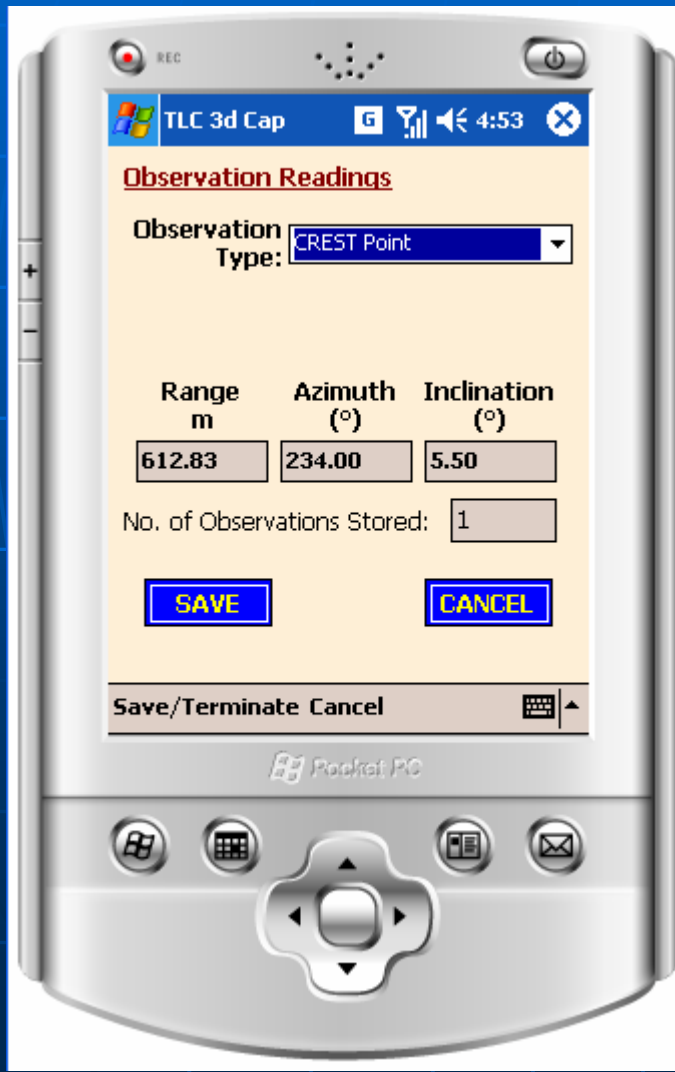 REC
TLC 3d Cap G 4:53
Observation Readings
Observation
Type: CREST Point
Range Azimuth Inclination
m (°) (°)
612.83 234.00 5.50
No. of Observations Stored: 1
SAVE CANCEL
Save/Terminate Cancel
Pocket PC
+
−